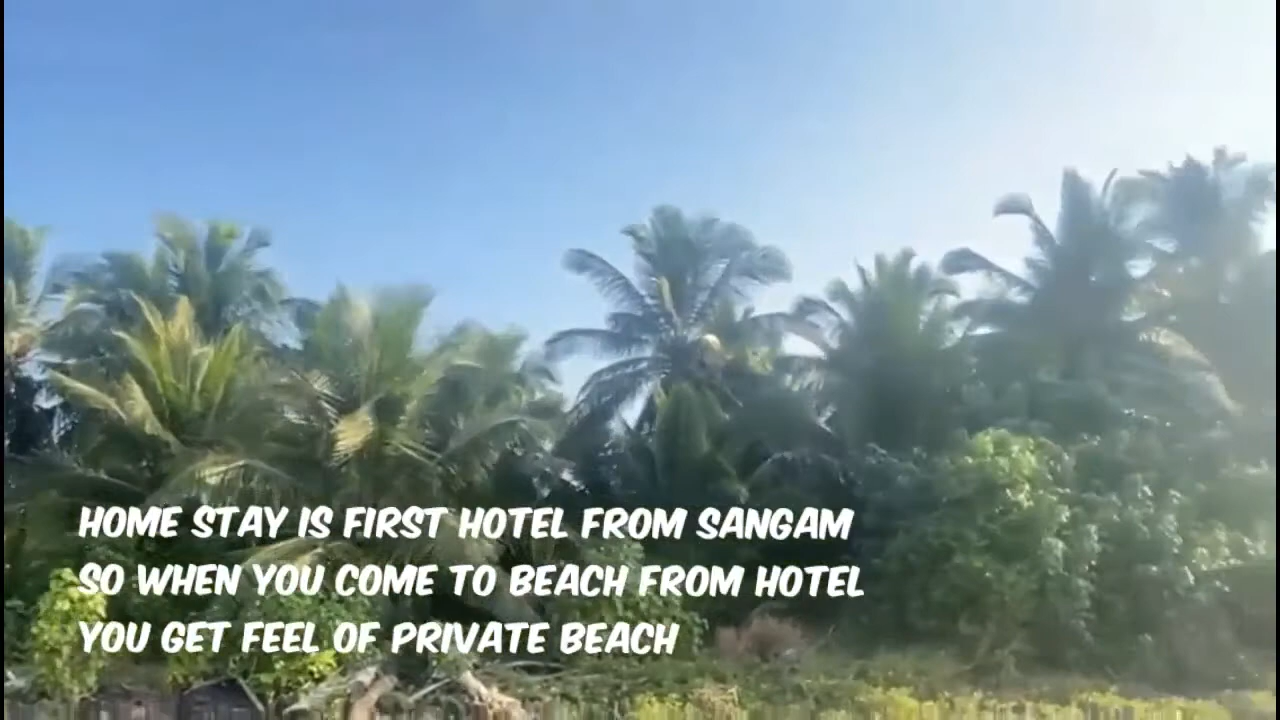 HOME STAY IS FIRST HOTEL FROM SANGAM
SO WHEN YOU COME TO BEACH FROM HOTEL
YOU GET FEEL OF PRIVATE BEACH